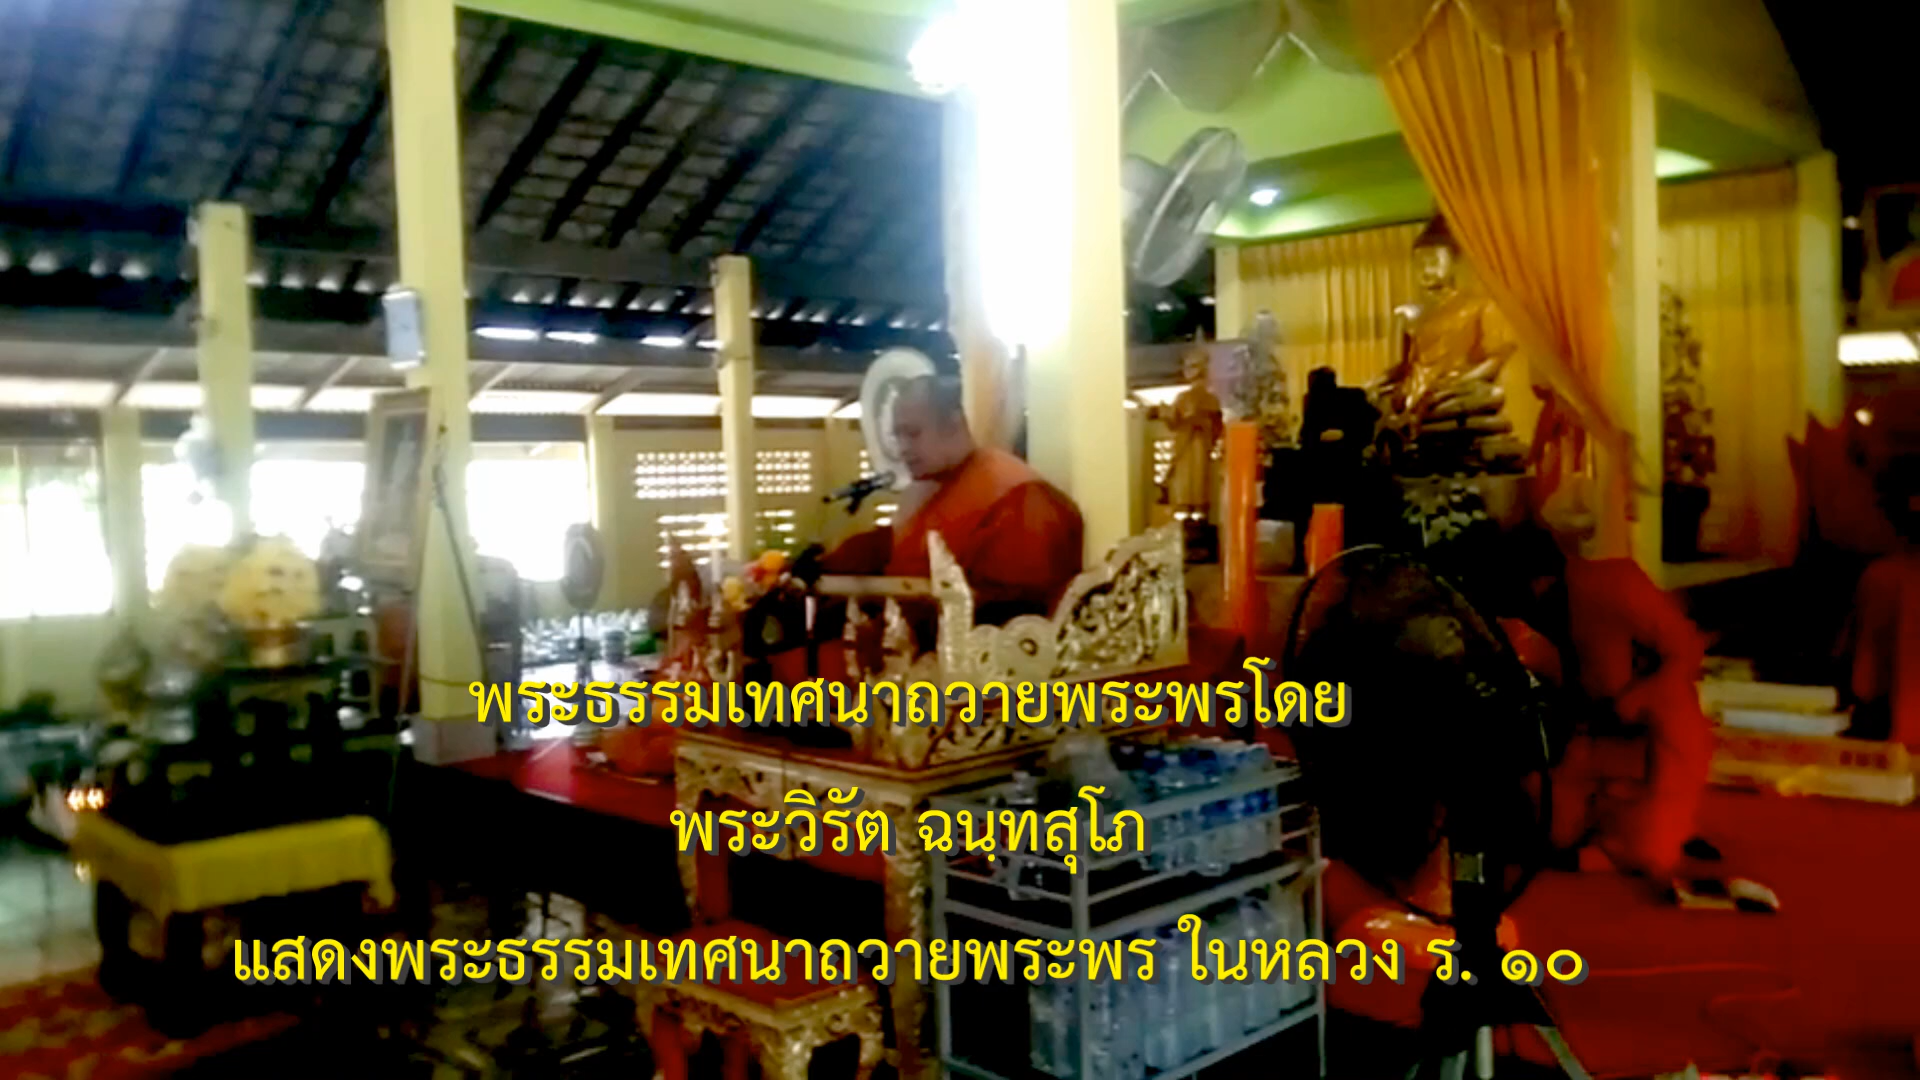 พระธรรมเทศนาถวายพระพรโดย
พระวิรัต ฉนฺทสุโภ
แสดงพระธรรมเทศนาถวายพระพร ในหลวง ร. ๑๐